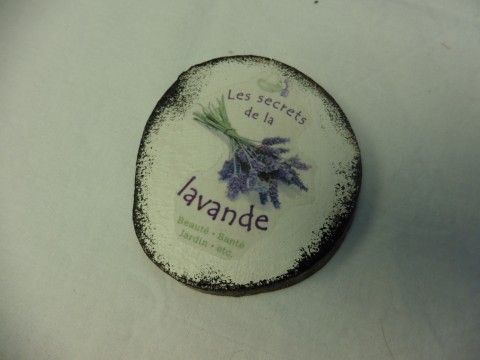 Les secrets
de la
lavande
Beauté • Santé
Jardin • etc.